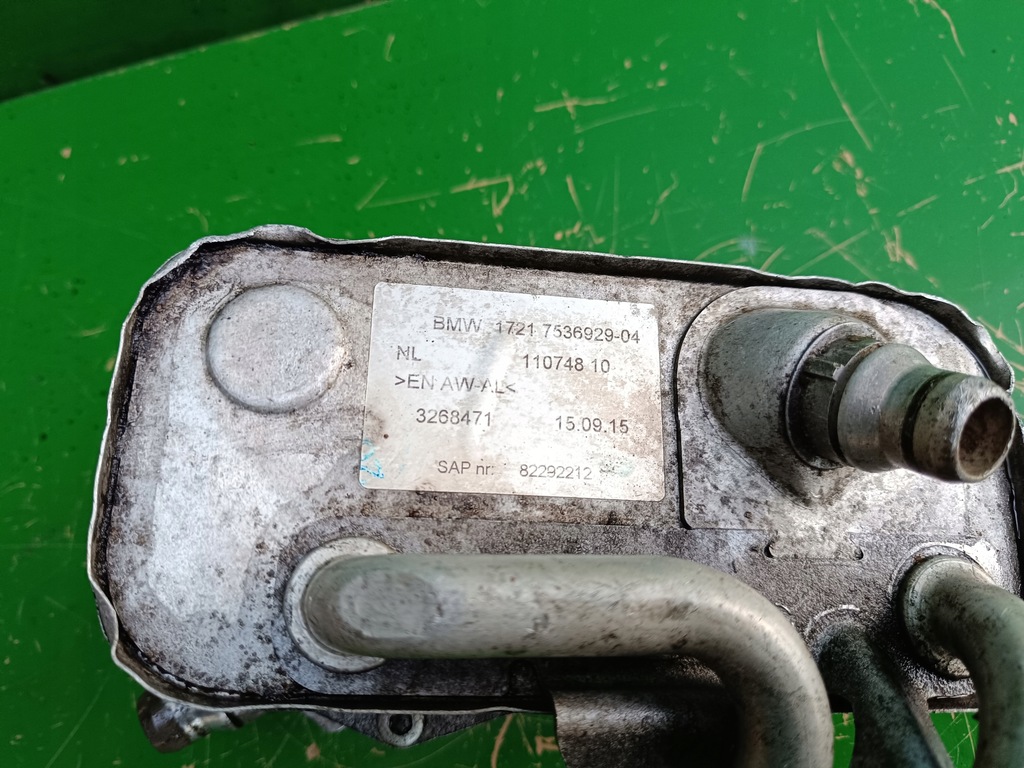 BMW 1721 7536929-04
NL 110748 10
>EN AW-AL<
3268471 15.09.15
SAP nr: 82292212